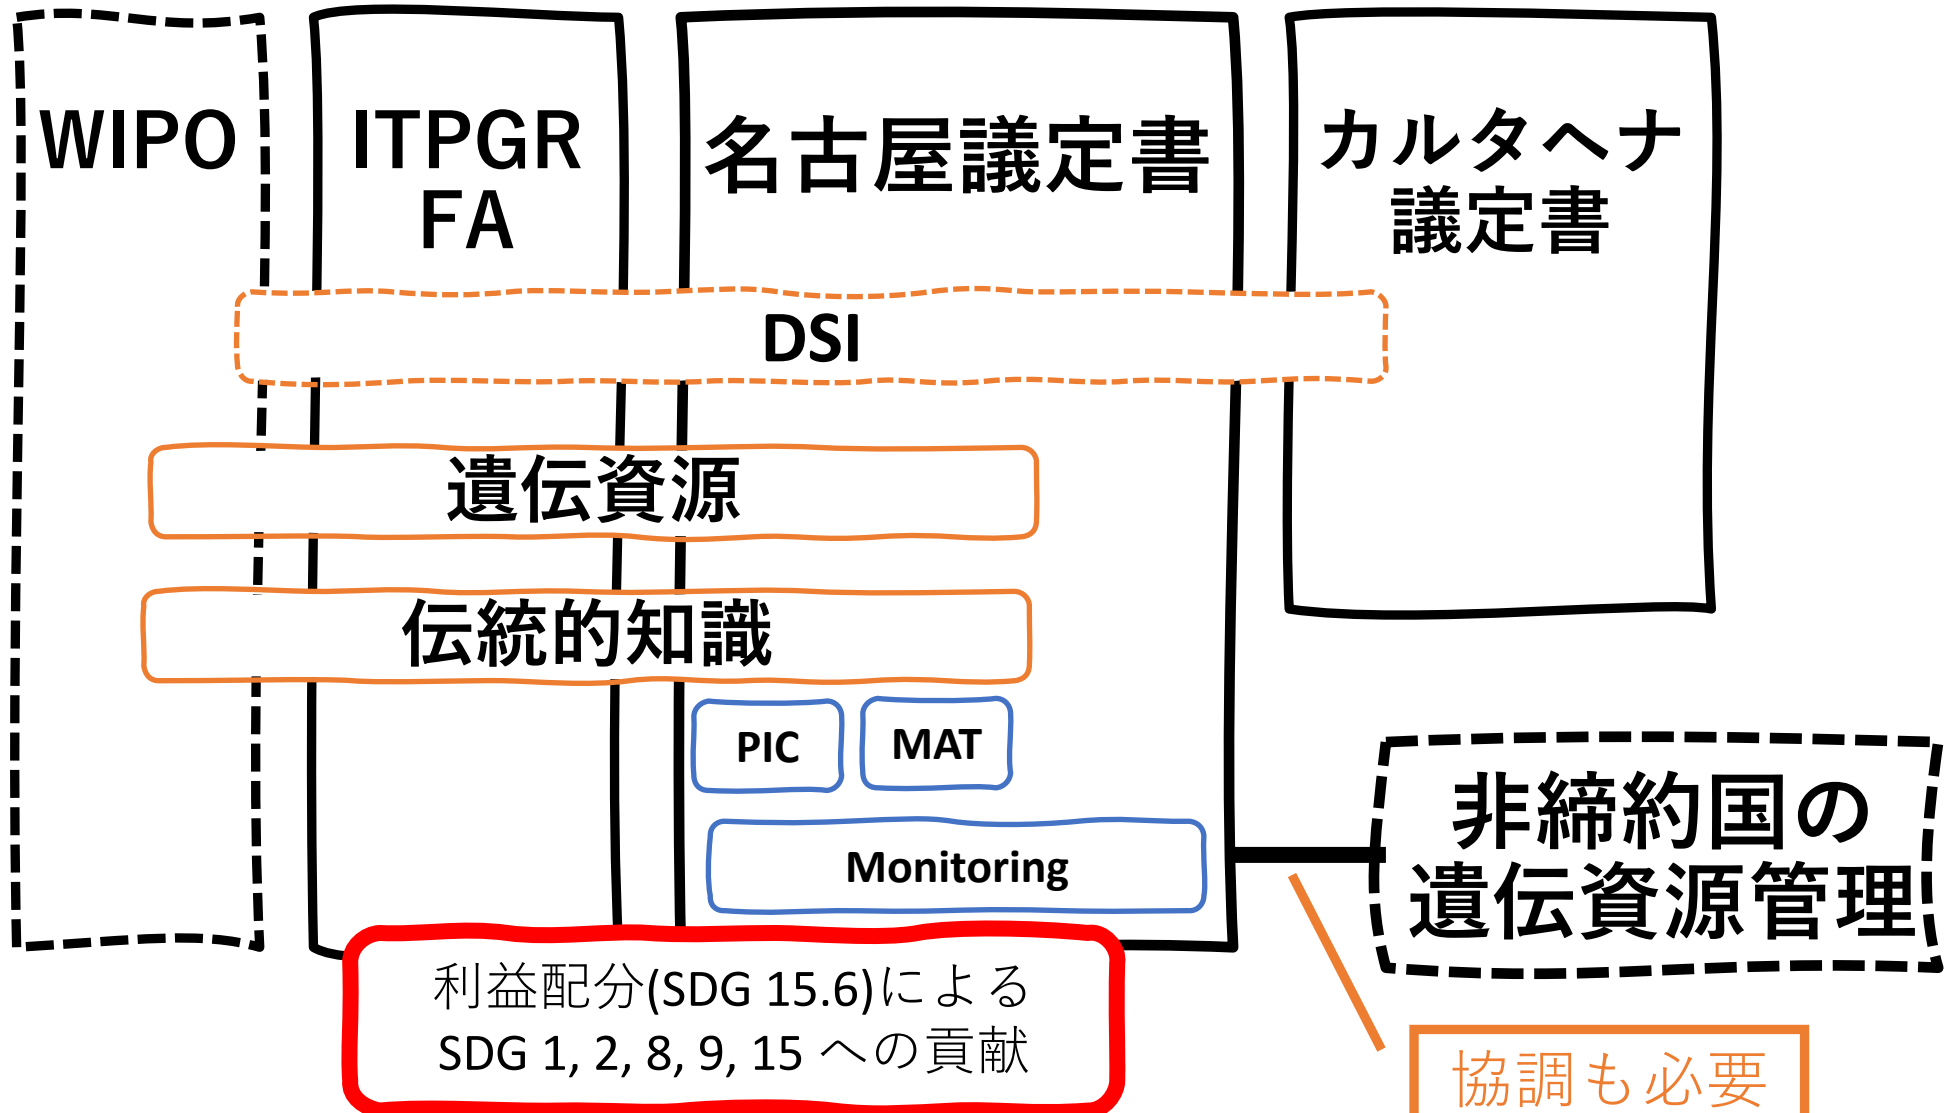 WIPO
ITPGR
FA
名古屋議定書
カルタヘナ
議定書
DSI
遺伝資源
伝統的知識
PIC
MAT
Monitoring
非締約国の
遺伝資源管理
利益配分(SDG 15.6)による
SDG 1, 2, 8, 9, 15 への貢献
協調も必要